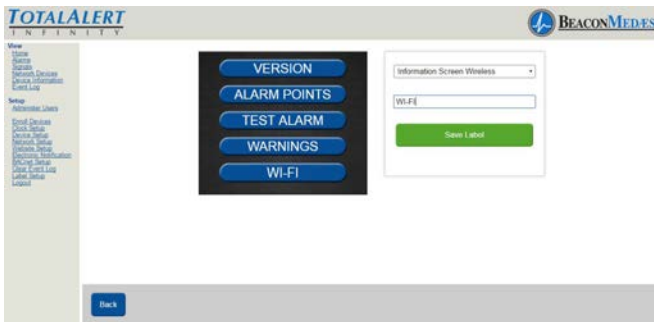 TOTALALERT
INFINITY
BEACONMEDÆS
View
Home
Alarms
Signals
Network Devices
Device Information
Event Log
Setup
Administer Users
Enroll Devices
Clock Setup
Device Setup
Network Setup
Website Setup
Electronic Notification
BACnet Setup
Clear Event Log
Label Setup
Logout
VERSION
ALARM POINTS
TEST ALARM
WARNINGS
WI-FI
Information Screen Wireless
WI-FI
Save Label
Back